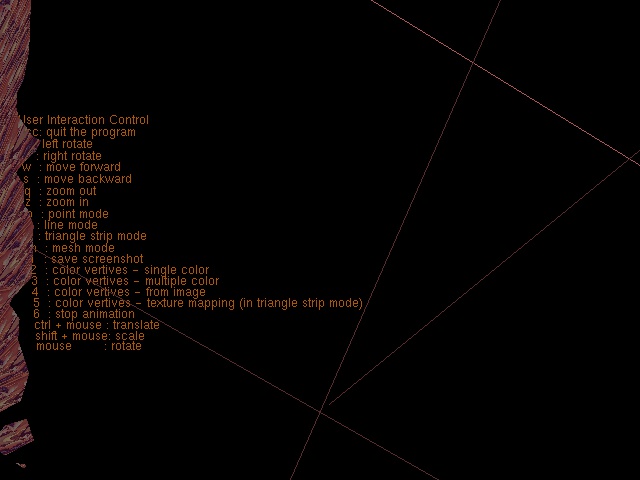 User Interaction Control
esc: quit the program
: left rotate
: right rotate
w : move forward
s : move backward
q : zoom out
z : zoom in
: point mode
: line mode
: triangle strip mode
: mesh mode
1 : save screenshot
2 : color vertives - single color
3 : color vertives - multiple color
4 : color vertives - from image
5 : color vertives - texture mapping (in triangle strip mode)
6 : stop animation
ctrl + mouse : translate
shift + mouse: scale
mouse : rotate